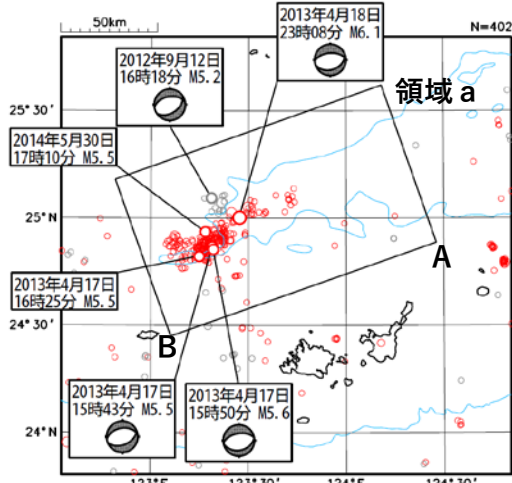 50km
2013年4月18日
23時08分 M6.1
N=402
2012年9月12日
16時18分 M5.2
領域 a
25°30′
2014年5月30日
17時10分 M5.5
25°N
A
2013年4月17日
16時25分 M5.5
24°30′
B
2013年4月17日
15時43分 M5.5
2013年4月17日
15時50分 M5.6
24°N